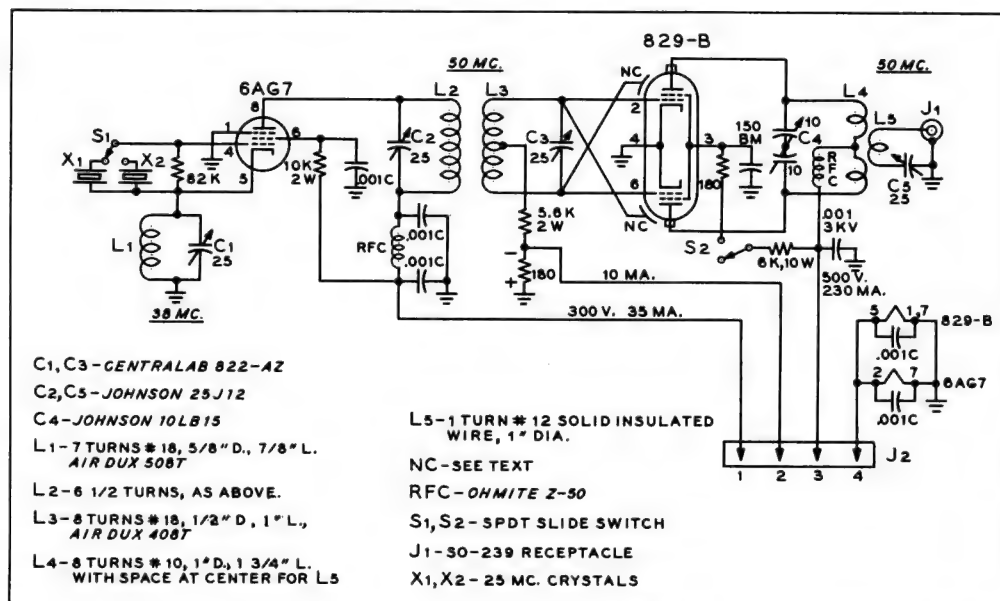 829-B
50 MC.
50 MC.
6AG7
L2
L3
NC
L4
J1
8
L5
S1
1
6
2
150
BM
10
C4
10
4
C2
25
C3
25
4
3
X1
X2
82K
5
10K
2W
.001C
6
180
RFC
C5
25
5.6K
2W
NC
.001
3KV
L1
C1
25
RFC
.001C
.001C
S2
6K,10W
-
+
180
10 MA.
500 V.
230 MA.
38 MC.
300 V. 35 MA.
5
1,7
829-B
.001C
2
7
6AG7
.001C
C1, C3-CENTRALAB 822-AZ
C2, C5-JOHNSON 25J12
C4-JOHNSON 10LB15
L1-7 TURNS #18, 5/8" D., 7/8" L.
AIR DUX 508T
L2-6 1/2 TURNS, AS ABOVE.
L3-8 TURNS #18, 1/2" D, 1" L.,
AIR DUX 408T
L4-8 TURNS #10, 1" D., 1 3/4" L.
WITH SPACE AT CENTER FOR L5
L5-1 TURN #12 SOLID INSULATED
WIRE, 1" DIA.
NC-SEE TEXT
RFC-OHMITE Z-50
S1, S2-SPDT SLIDE SWITCH
J1-SO-239 RECEPTACLE
X1, X2-25 MC. CRYSTALS
J2
1 2 3 4